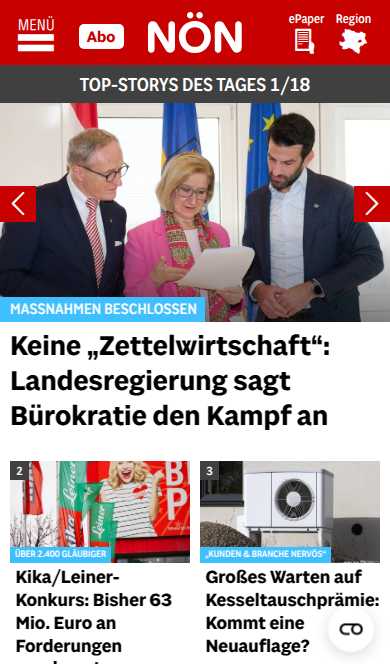 MENÜ
Abo
NÖN
ePaper
Region
TOP-STORYS DES TAGES 1/18
MASSNAHMEN BESCHLOSSEN
Keine „Zettelwirtschaft“:
Landesregierung sagt
Bürokratie den Kampf an
2
Leiner
ÜBER 2.400 GLÄUBIGER
Kika/Leiner-
Konkurs: Bisher 63
Mio. Euro an
Forderungen
3
„KUNDEN & BRANCHE NERVÖS“
Großes Warten auf
Kesseltauschprämie:
Kommt eine
Neuauflage?